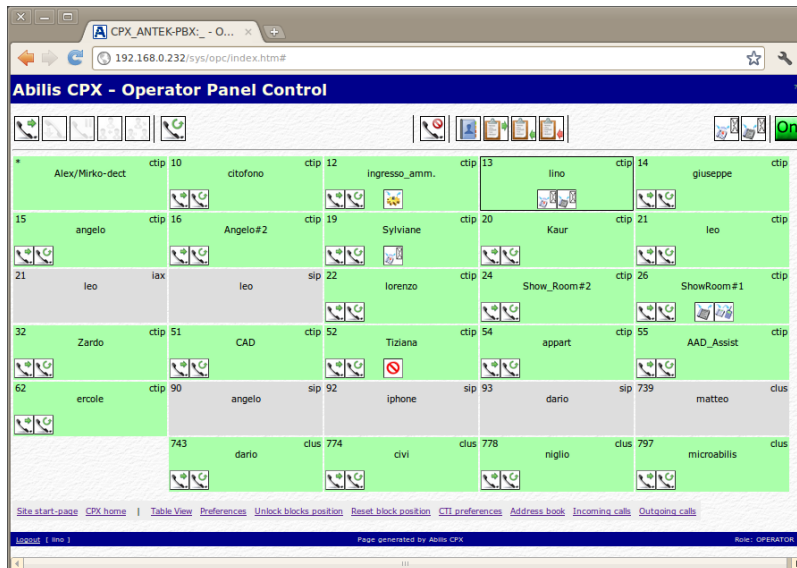 CPX_ANTEK-PBX:_ - O...
192.168.0.232/sys/opc/index.htm#
Abilis CPX - Operator Panel Control
On
* ctip 10 ctip 12 ctip 13 ctip 14 ctip
Alex/Mirko-dect citofono ingresso_amm. lino giuseppe
15 ctip 16 ctip 19 ctip 20 ctip 21 ctip
angelo Angelo#2 Sylviane Kaur leo
21 iax sip 22 ctip 24 ctip 26 ctip
leo leo lorenzo Show_Room#2 ShowRoom#1
32 ctip 51 ctip 52 ctip 54 ctip 55 ctip
Zardo CAD Tiziana appart AAD_Assist
62 ctip 90 sip 92 sip 93 sip 739 clus
ercole angelo iphone dario matteo
743 clus 774 clus 778 clus 797 clus
dario civi niglio microabilis
Site start-page CPX home | Table View Preferences Unlock blocks position Reset block position CTI preferences Address book Incoming calls Outgoing calls
Logout [ lino ] Page generated by Abilis CPX Role: OPERATOR